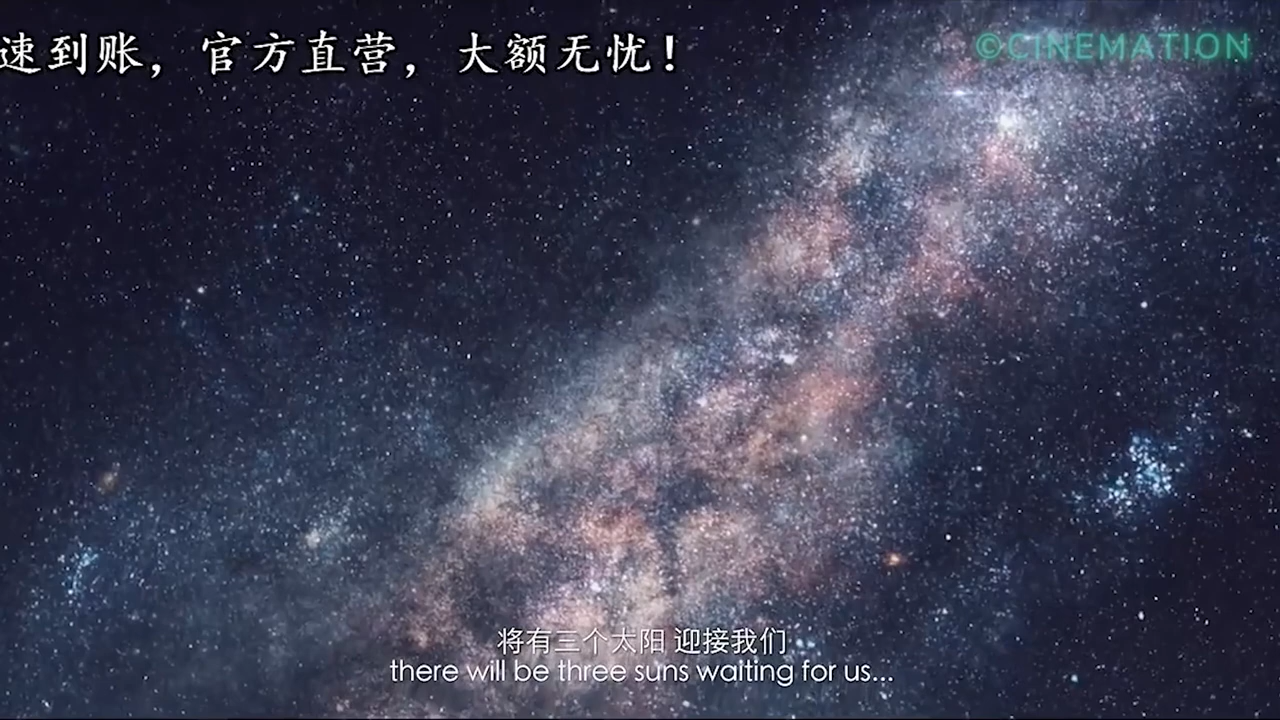 速到账，官方直营，大额无忧！
©CINEMATION
将有三个太阳 迎接我们
there will be three suns waiting for us...